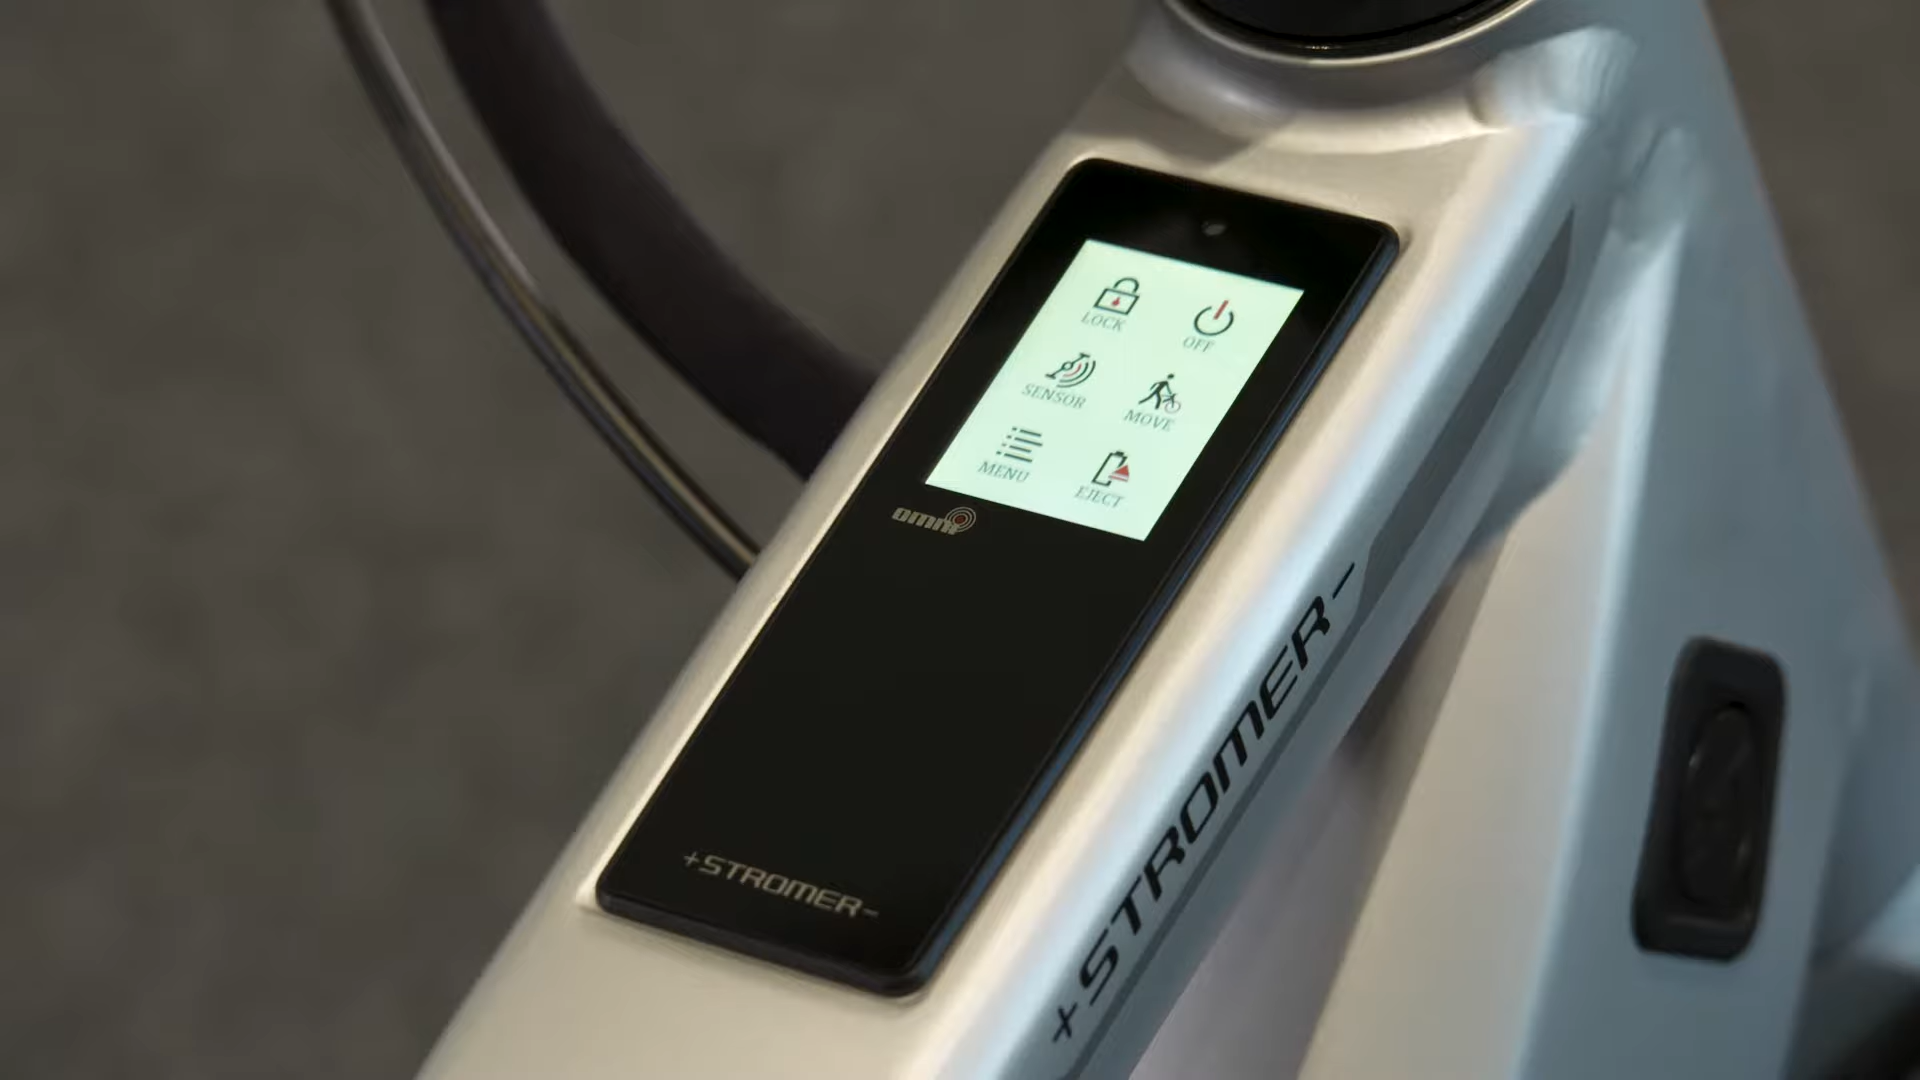 LOCK
OFF
SENSOR
MOVE
MENU
EJECT
omni
+STROMER-
+STROMER-